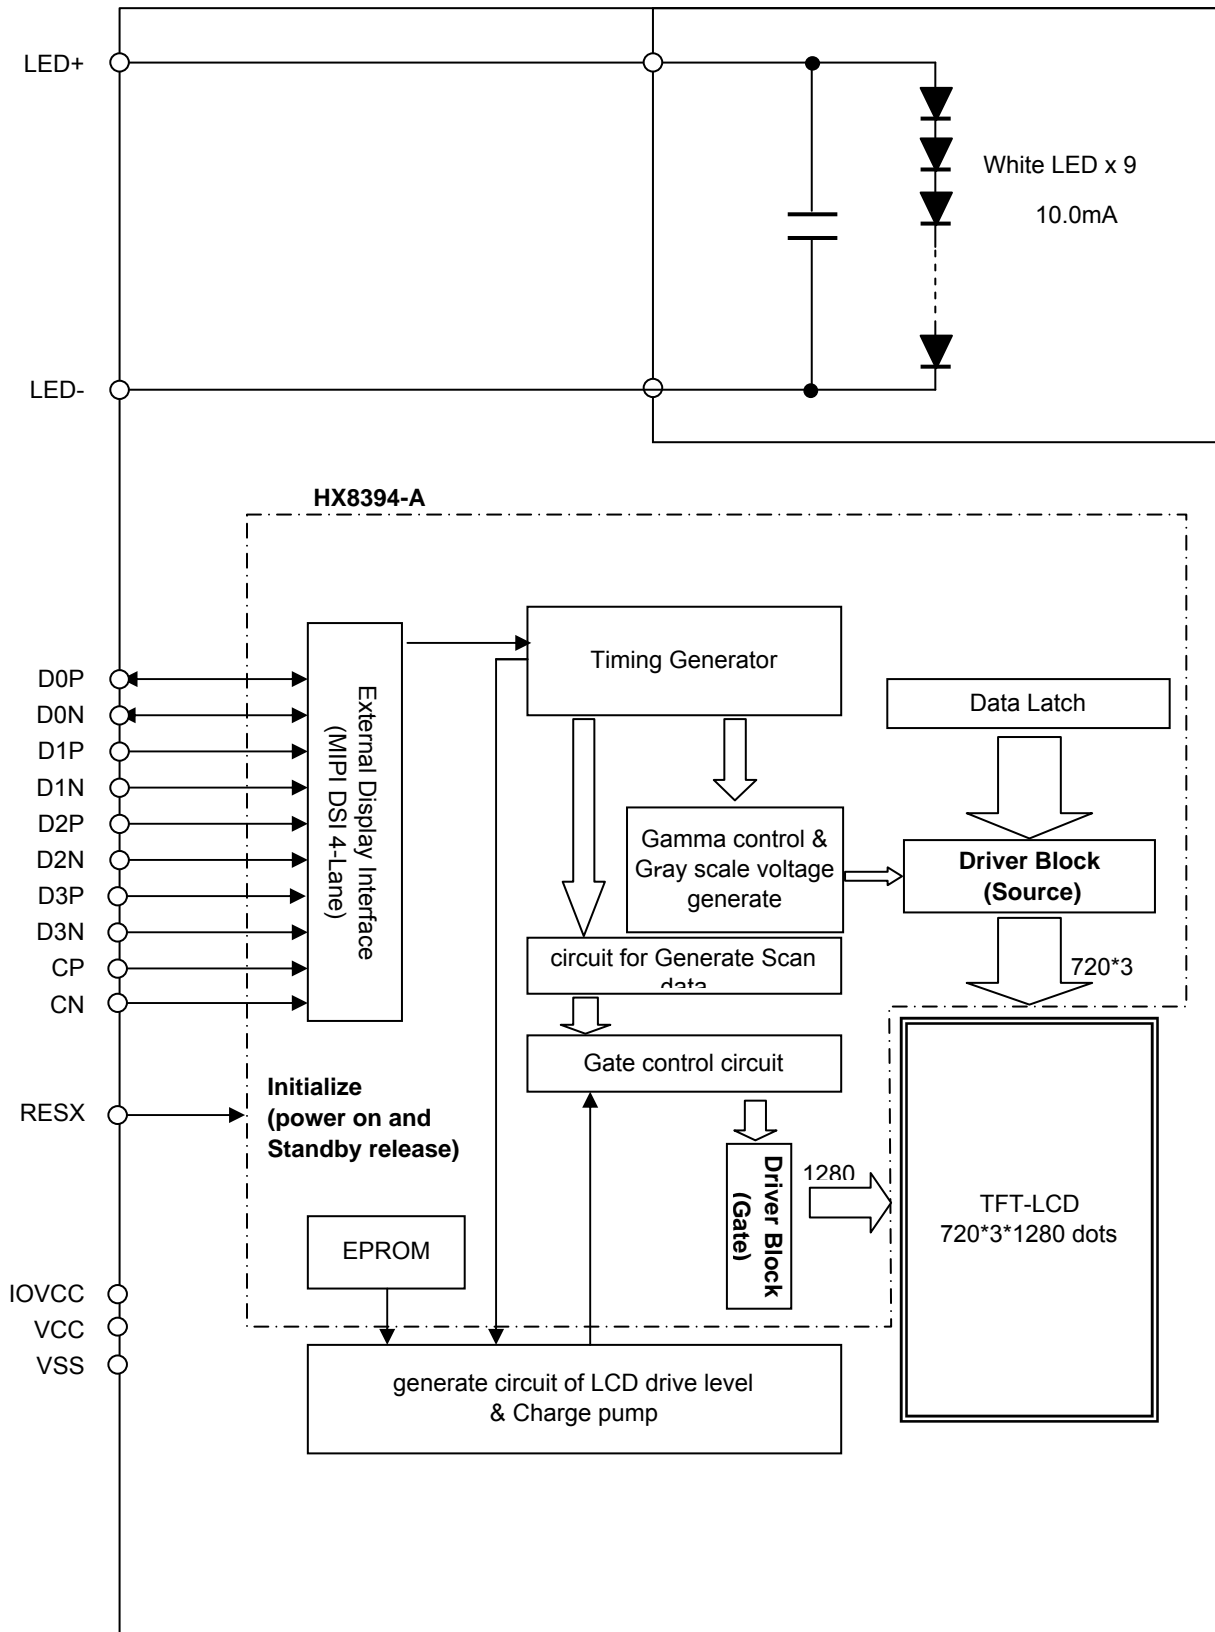 LED+
White LED x 9
10.0mA
LED-
HX8394-A
Timing Generator
External Display Interface
(MIPI DSI 4-Lane)
D0P
D0N
D1P
D1N
D2P
D2N
D3P
D3N
CP
CN
Data Latch
Gamma control &
Gray scale voltage
generate
Driver Block
(Source)
circuit for Generate Scan
data
720*3
Gate control circuit
Initialize
(power on and
Standby release)
RESX
Driver Block
(Gate)
1280
TFT-LCD
720*3*1280 dots
EPROM
IOVCC
VCC
VSS
generate circuit of LCD drive level
& Charge pump